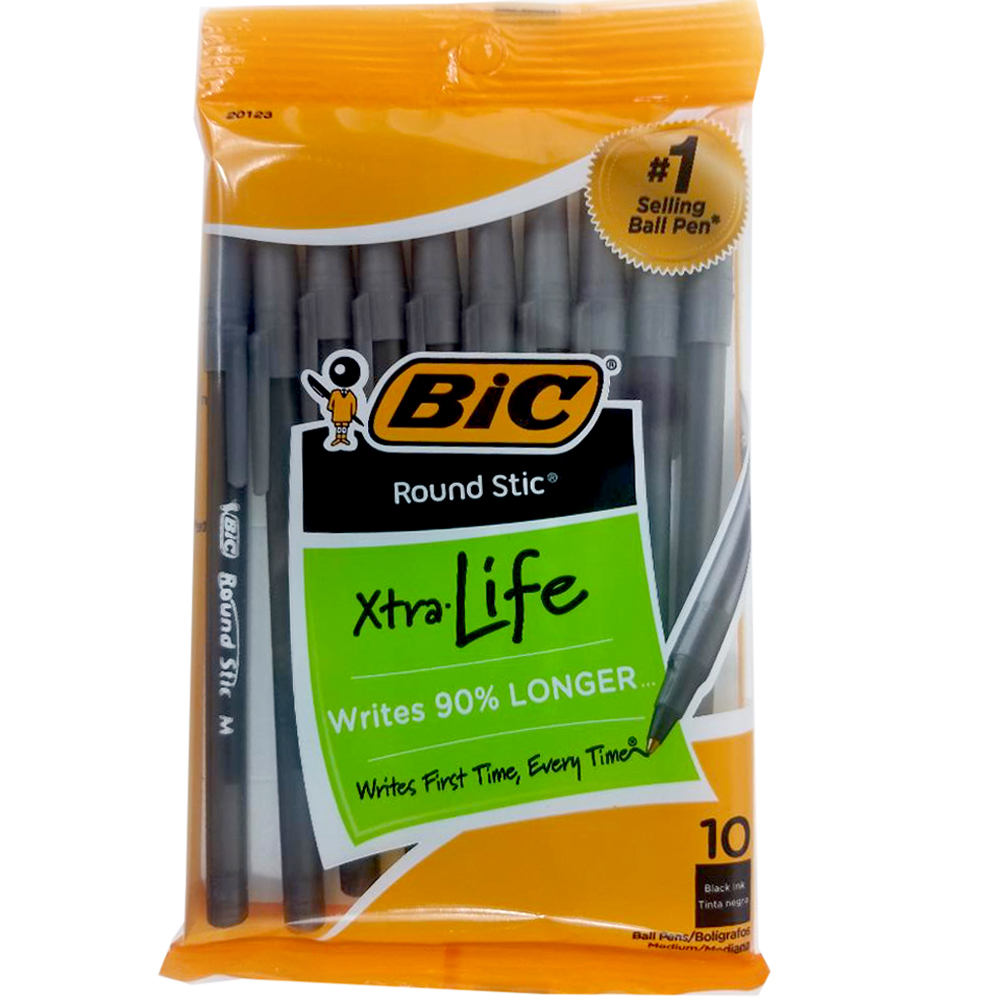 20123
#1
Selling
Ball Pen*
BiC®
Round Stic®
Xtra-Life
Writes 90% LONGER...
Writes First Time, Every Time®
BIC Round Stic M
10
Black Ink
Tinta negra
Ball Pens/Bolígrafos
Medium/Mediana